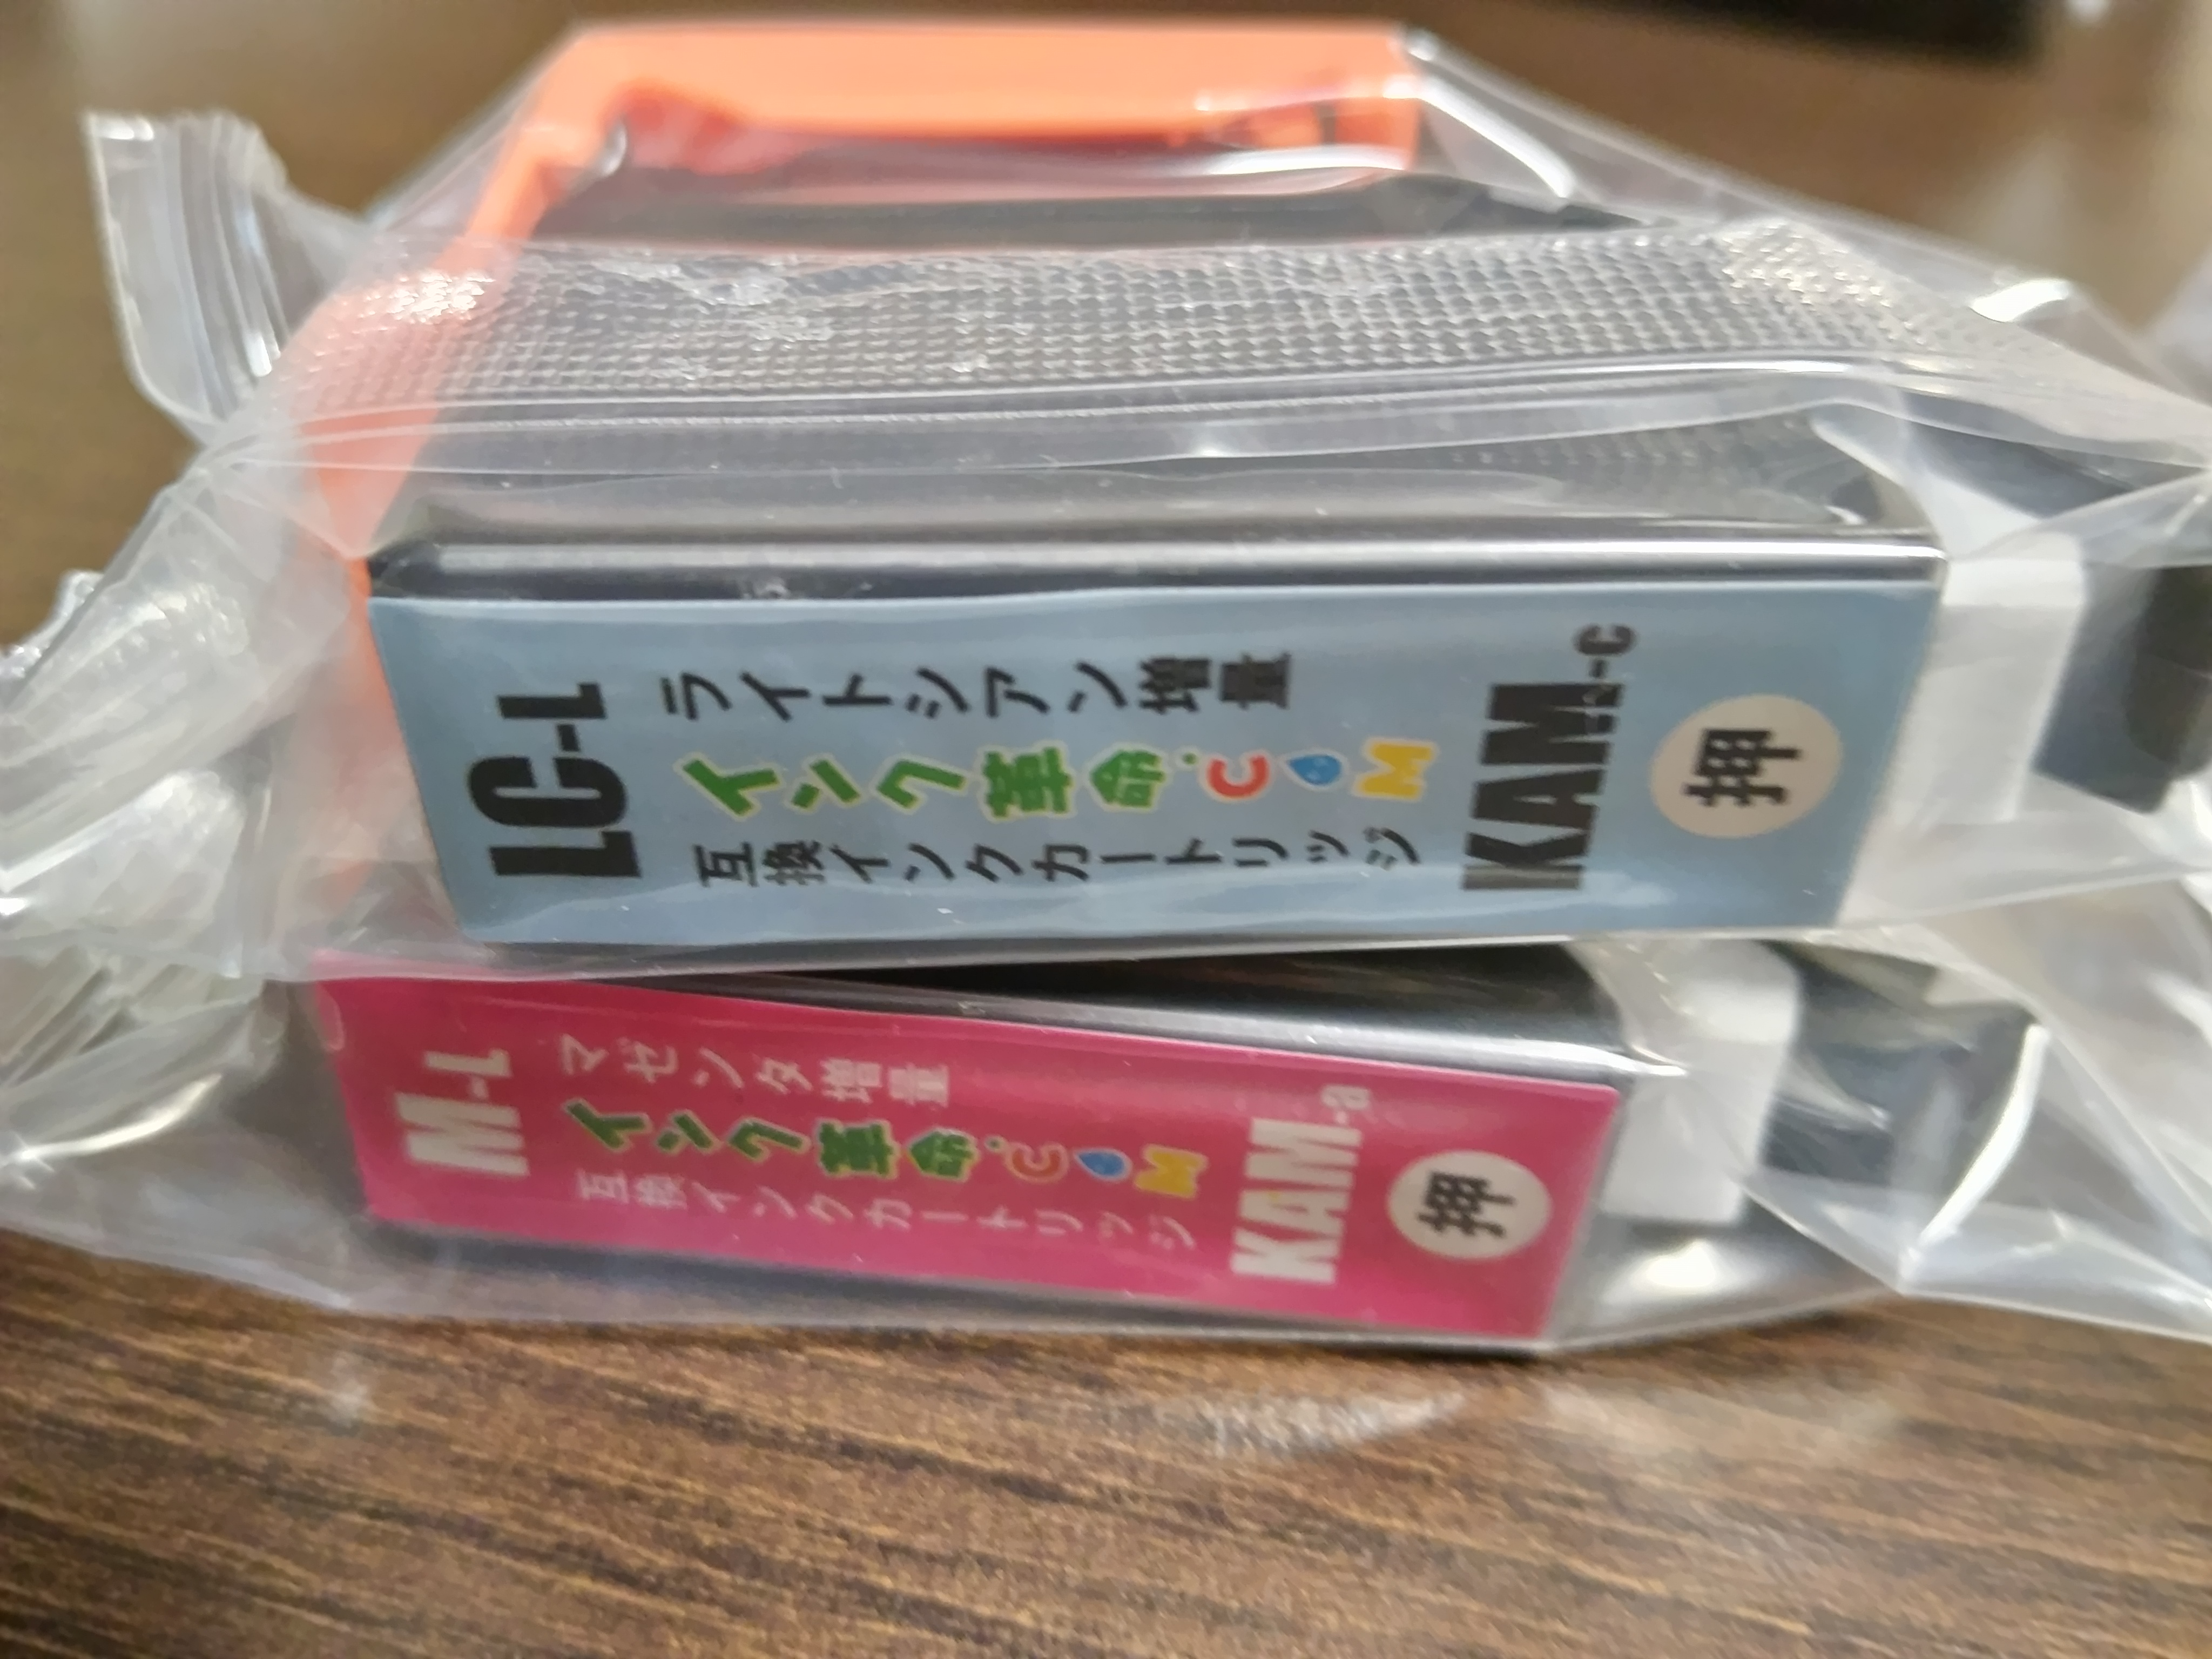 LC-L
ライトシアン増量
インク革命.COM
互換インクカートリッジ
KAM
押
M-L
マゼンタ増量
インク革命.COM
互換インクカートリッジ
KAM-a
押